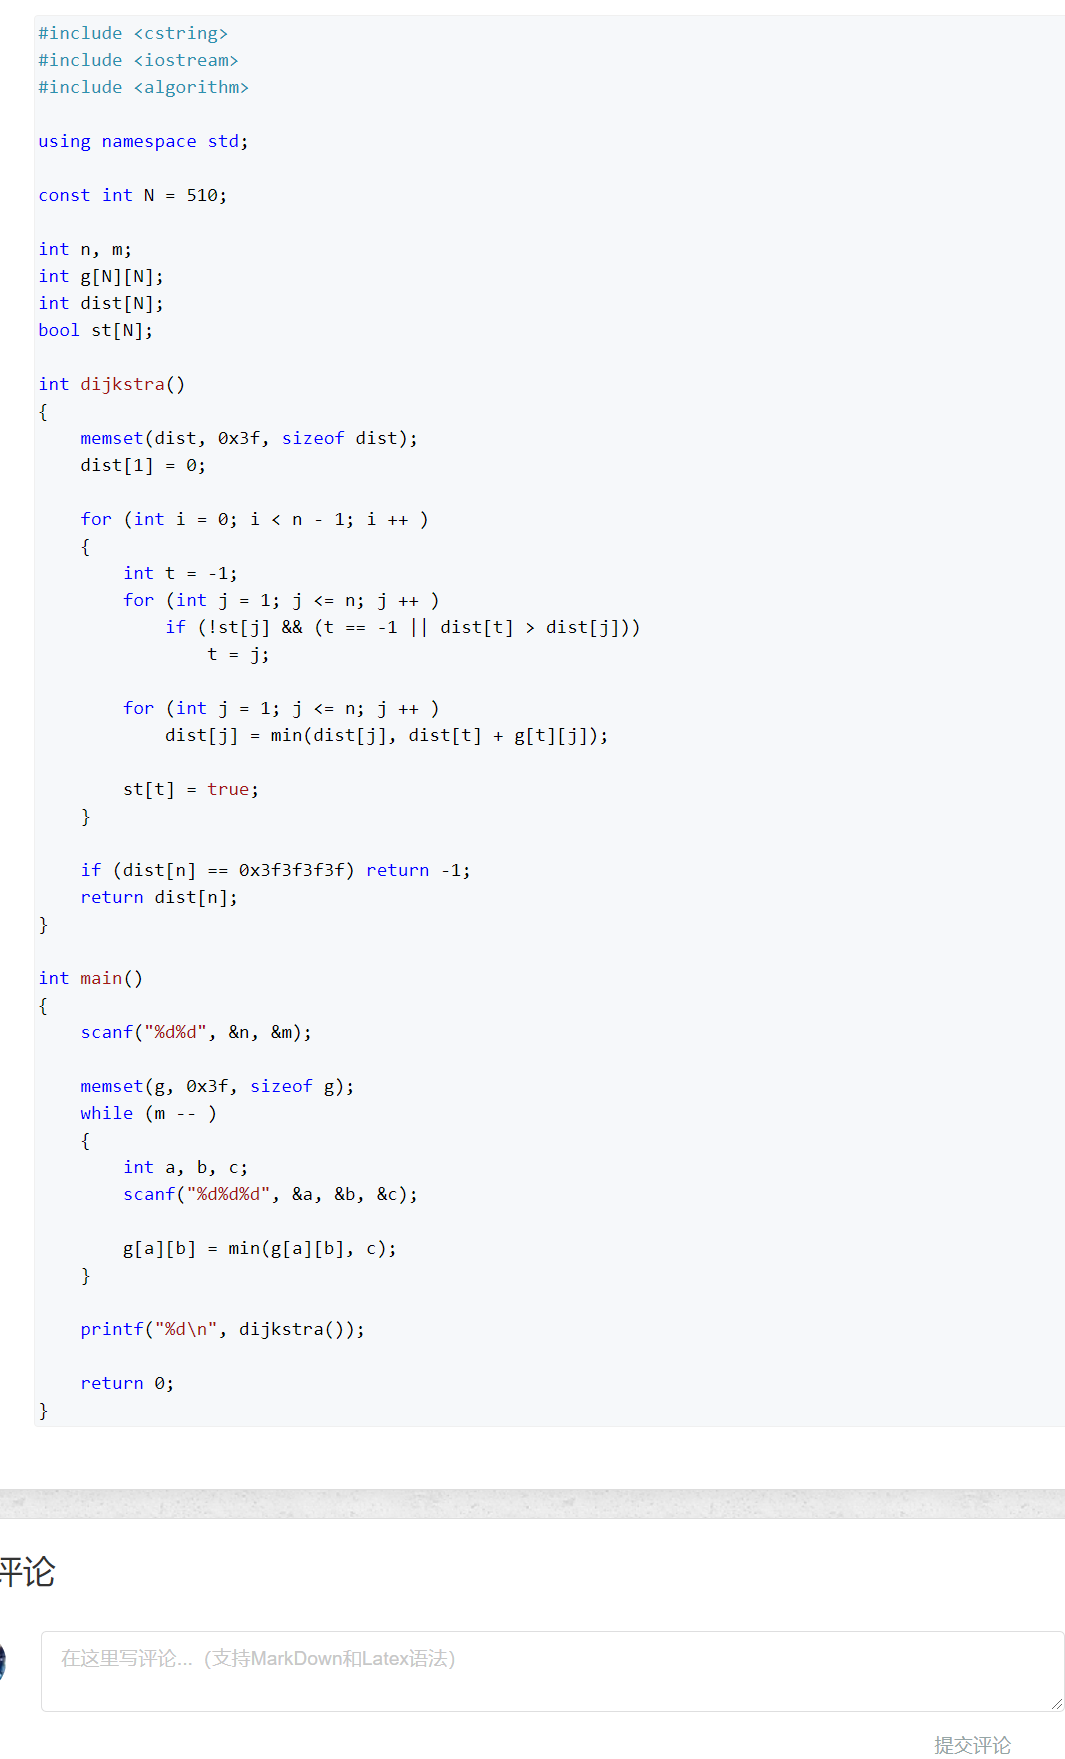 #include <cstring>
#include <iostream>
#include <algorithm>

using namespace std;

const int N = 510;

int n, m;
int g[N][N];
int dist[N];
bool st[N];

int dijkstra()
{
    memset(dist, 0x3f, sizeof dist);
    dist[1] = 0;

    for (int i = 0; i < n - 1; i ++ )
    {
        int t = -1;
        for (int j = 1; j <= n; j ++ )
            if (!st[j] && (t == -1 || dist[t] > dist[j]))
                t = j;

        for (int j = 1; j <= n; j ++ )
            dist[j] = min(dist[j], dist[t] + g[t][j]);

        st[t] = true;
    }

    if (dist[n] == 0x3f3f3f3f) return -1;
    return dist[n];
}

int main()
{
    scanf("%d%d", &n, &m);

    memset(g, 0x3f, sizeof g);
    while (m -- )
    {
        int a, b, c;
        scanf("%d%d%d", &a, &b, &c);

        g[a][b] = min(g[a][b], c);
    }

    printf("%d\n", dijkstra());

    return 0;
}
评论
在这里写评论... (支持MarkDown和Latex语法)
提交评论